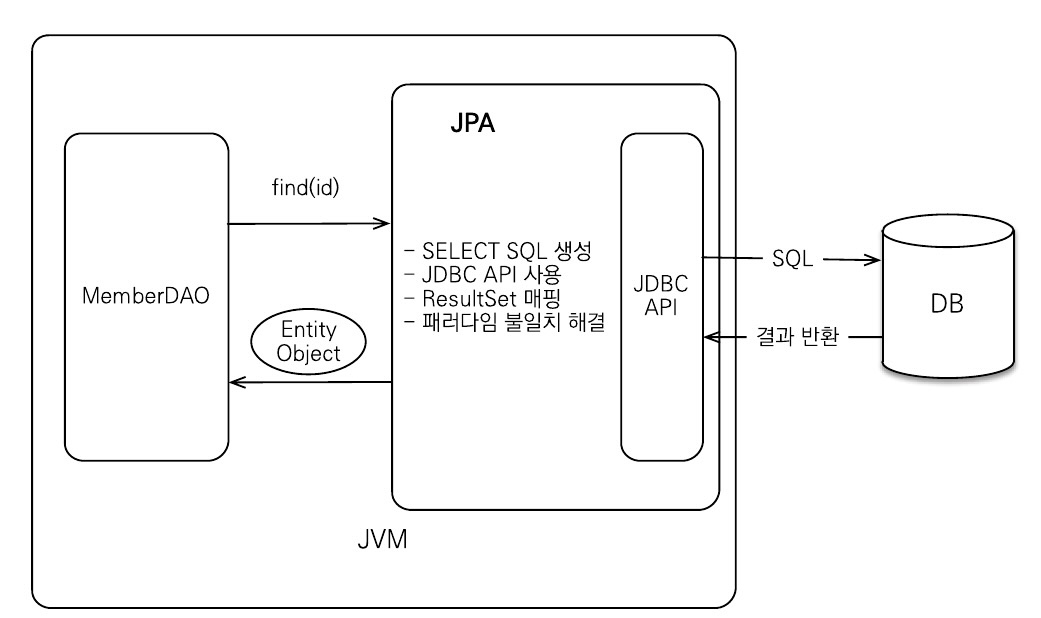 JPA
find(id)
- SELECT SQL 생성
- JDBC API 사용
- ResultSet 매핑
- 패러다임 불일치 해결
MemberDAO
Entity
Object
JDBC
API
SQL
결과 반환
DB
JVM